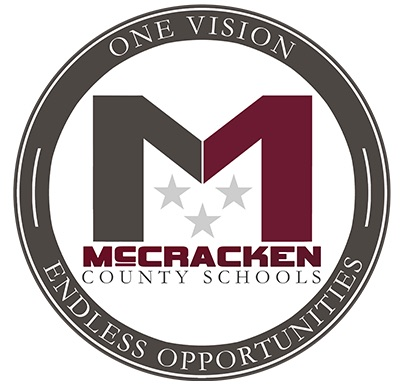 ONE VISION
M
McCRACKEN
COUNTY SCHOOLS
ENDLESS OPPORTUNITIES